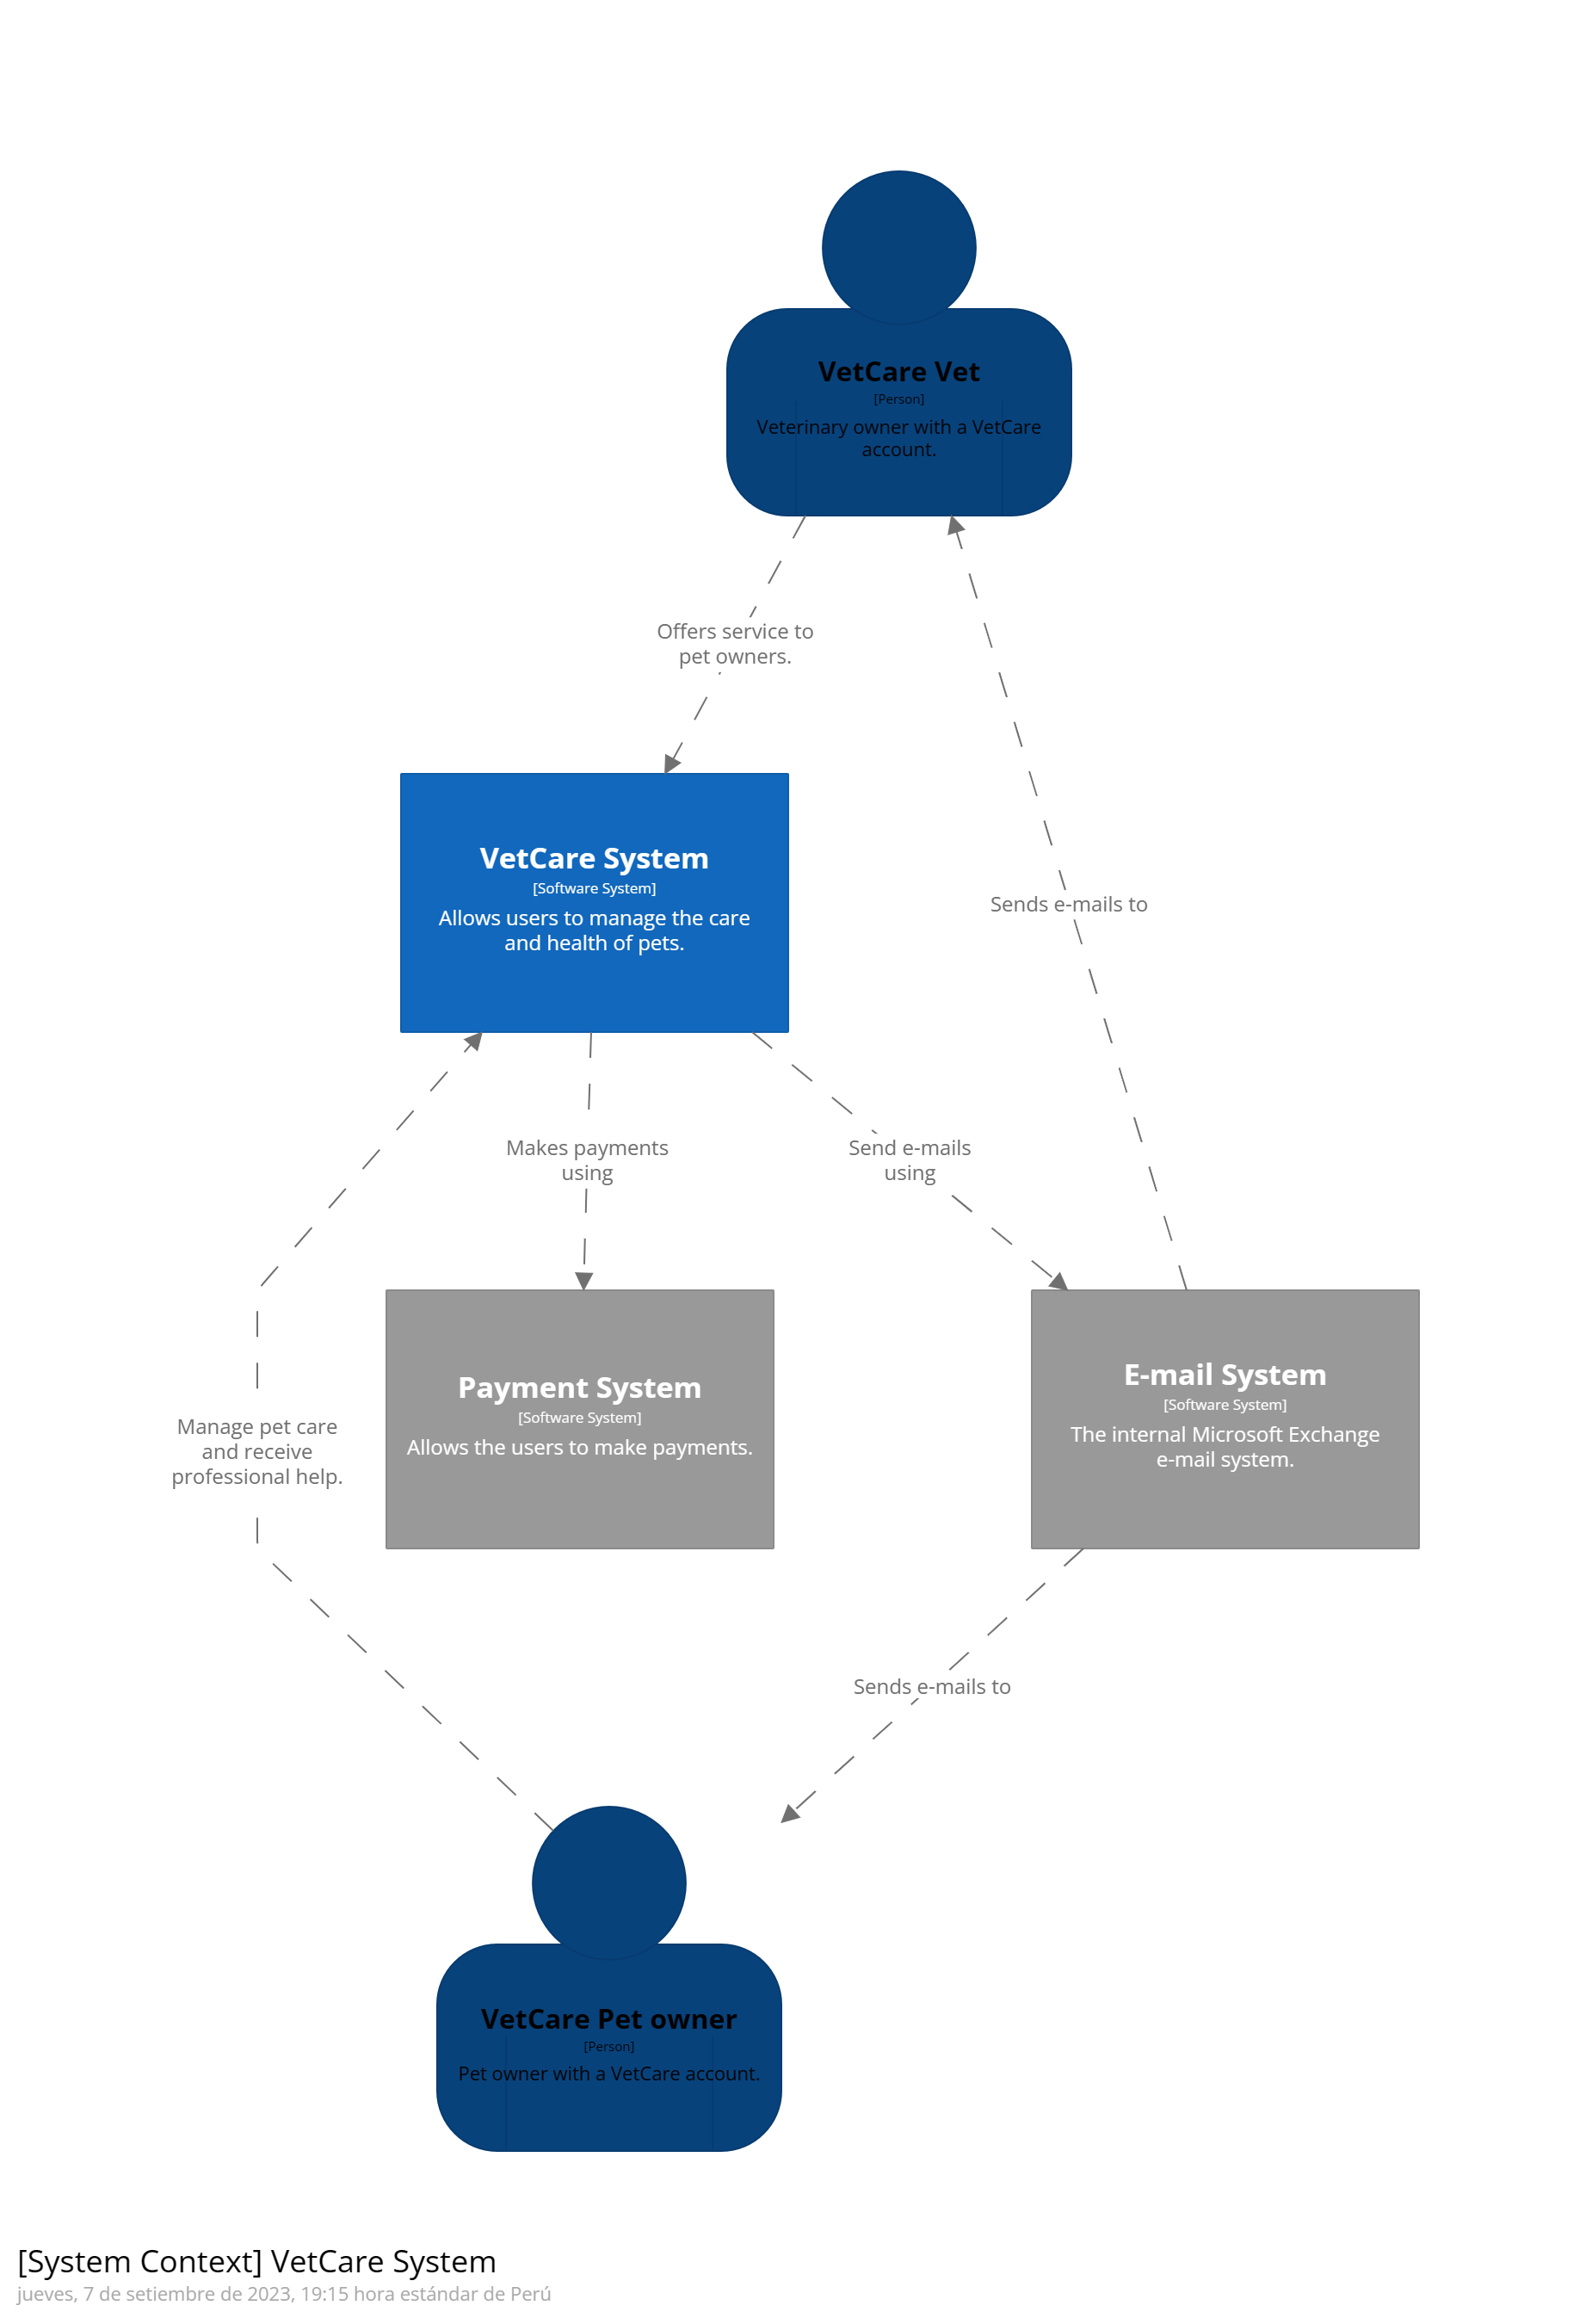 VetCare Vet
[Person]
Veterinary owner with a VetCare
account.
Offers service to
pet owners.
VetCare System
[Software System]
Allows users to manage the care
and health of pets.
Sends e-mails to
Makes payments
using
Send e-mails
using
Payment System
[Software System]
Allows the users to make payments.
E-mail System
[Software System]
The internal Microsoft Exchange
e-mail system.
Manage pet care
and receive
professional help.
Sends e-mails to
VetCare Pet owner
[Person]
Pet owner with a VetCare account.
[System Context] VetCare System
jueves, 7 de setiembre de 2023, 19:15 hora estándar de Perú